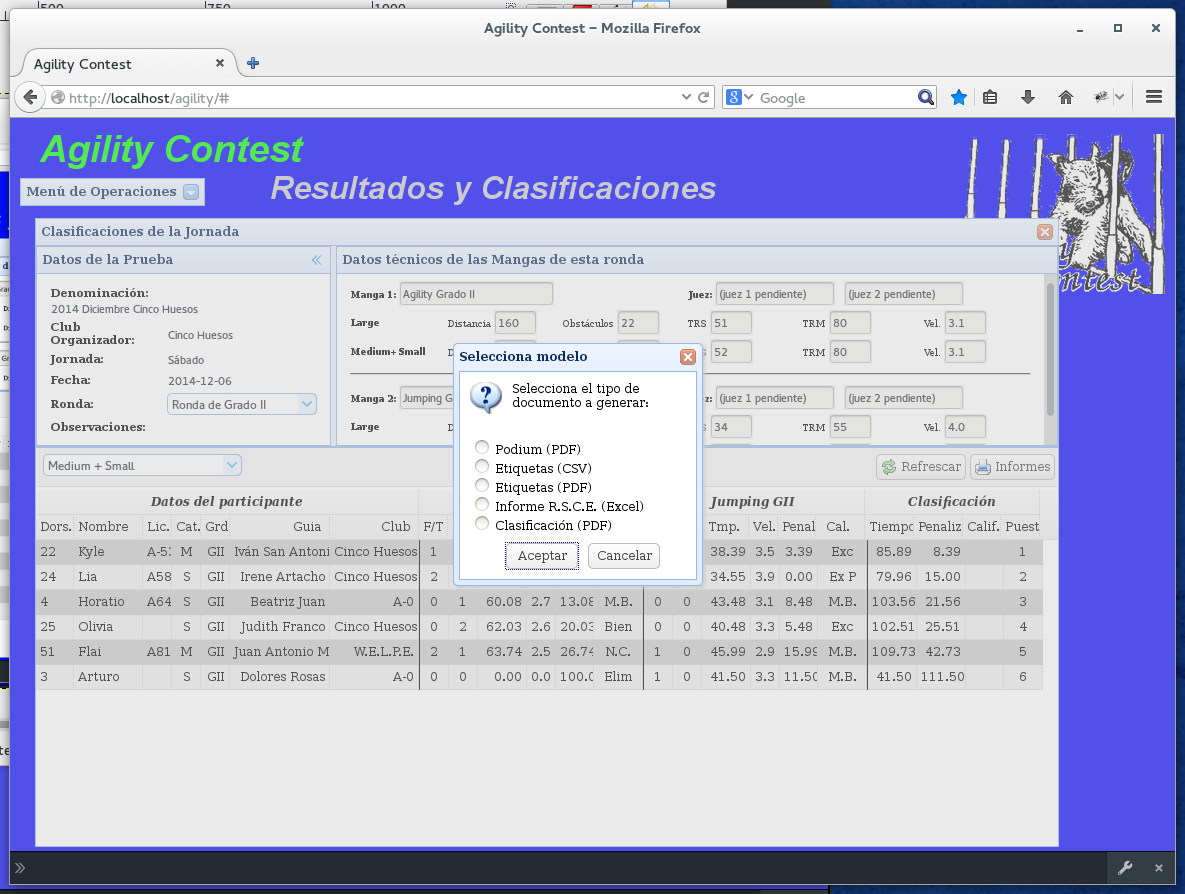 500 750 1000
Agility Contest – Mozilla Firefox
Agility Contest
http://localhost/agility/#
Google
Agility Contest
Menú de Operaciones
Resultados y Clasificaciones
Clasificaciones de la Jornada
Datos de la Prueba
Denominación:
2014 Diciembre Cinco Huesos
Club Organizador: Cinco Huesos
Jornada: Sábado
Fecha: 2014-12-06
Ronda: Ronda de Grado II
Observaciones:
Datos técnicos de las Mangas de esta ronda
Manga 1: Agility Grado II Juez: (juez 1 pendiente) (juez 2 pendiente)
Large Distancia 160 Obstáculos 22 TRS 51 TRM 80 Vel. 3.1
Medium+ Small 52 TRM 80 Vel. 3.1
Manga 2: Jumping G (juez 1 pendiente) (juez 2 pendiente)
Large 34 TRM 55 Vel. 4.0
Selecciona modelo
Selecciona el tipo de
documento a generar:
Podium (PDF)
Etiquetas (CSV)
Etiquetas (PDF)
Informe R.S.C.E. (Excel)
Clasificación (PDF)
Aceptar Cancelar
Medium + Small
Refrescar Informes
Datos del participante Jumping GII Clasificación
Dors. Nombre Lic. Cat. Grd Guia Club F/T Tmp. Vel. Penal Cal. Tiempo Penaliz Calif. Puest
22 Kyle A-5 M GII Iván San Antoni Cinco Huesos 1 38.39 3.5 3.39 Exc 85.89 8.39 1
24 Lia A58 S GII Irene Artacho Cinco Huesos 2 34.55 3.9 0.00 Ex P 79.96 15.00 2
4 Horatio A64 S GII Beatriz Juan A-0 0 1 60.08 2.7 13.08 M.B. 0 0 43.48 3.1 8.48 M.B. 103.56 21.56 3
25 Olivia S GII Judith Franco Cinco Huesos 0 2 62.03 2.6 20.03 Bien 0 0 40.48 3.3 5.48 Exc 102.51 25.51 4
51 Flai A81 M GII Juan Antonio M W.E.L.P.E. 2 1 63.74 2.5 26.74 N.C. 1 0 45.99 2.9 15.99 M.B. 109.73 42.73 5
3 Arturo S GII Dolores Rosas A-0 0 0 0.00 0.0 100.0 Elim 1 0 41.50 3.3 11.50 M.B. 41.50 111.50 6